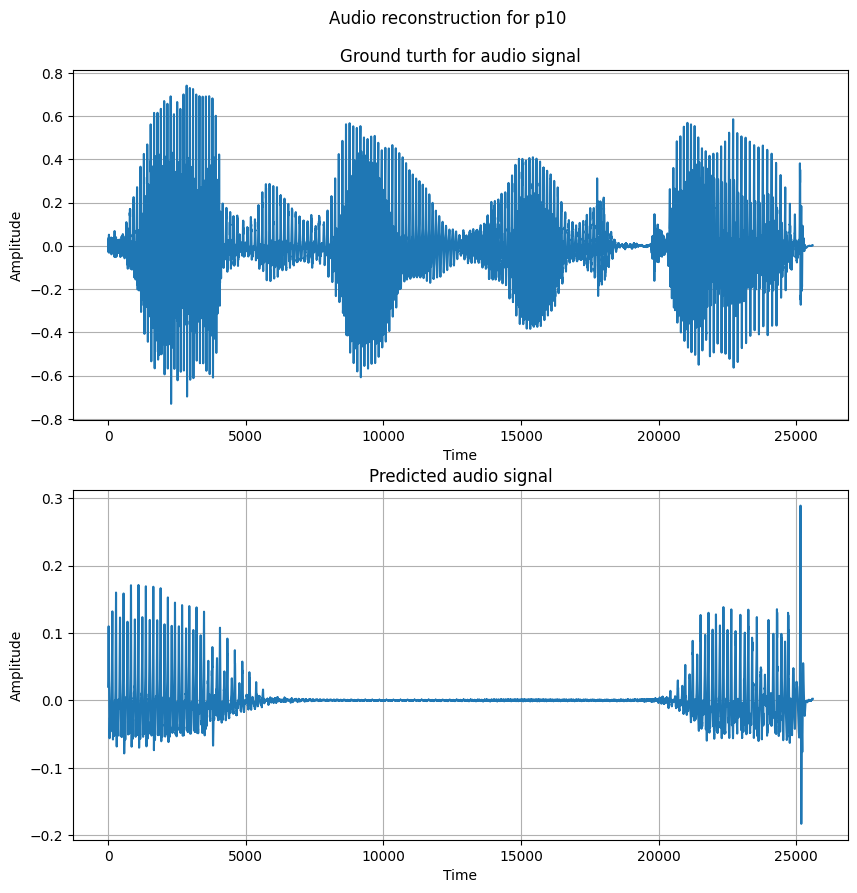 Audio reconstruction for p10
Ground turth for audio signal
0.8
0.6
0.4
0.2
0.0
−0.2
−0.4
−0.6
−0.8
Amplitude
0 5000 10000 15000 20000 25000
Time
Predicted audio signal
0.3
0.2
0.1
0.0
−0.1
−0.2
Amplitude
0 5000 10000 15000 20000 25000
Time